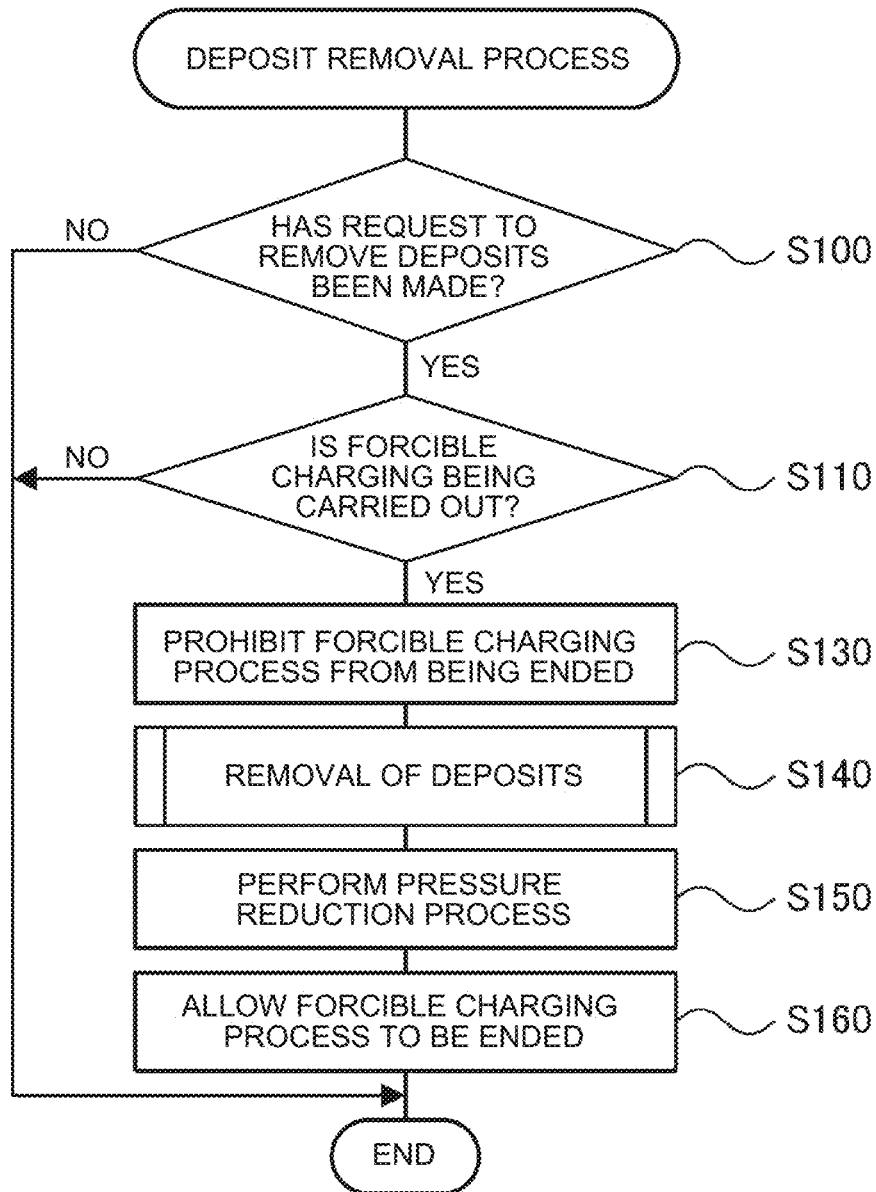 DEPOSIT REMOVAL PROCESS
NO
HAS REQUEST TO
REMOVE DEPOSITS
BEEN MADE?
S100
YES
NO
IS FORCIBLE
CHARGING BEING
CARRIED OUT?
S110
YES
PROHIBIT FORCIBLE CHARGING
PROCESS FROM BEING ENDED
S130
REMOVAL OF DEPOSITS
S140
PERFORM PRESSURE
REDUCTION PROCESS
S150
ALLOW FORCIBLE CHARGING
PROCESS TO BE ENDED
S160
END